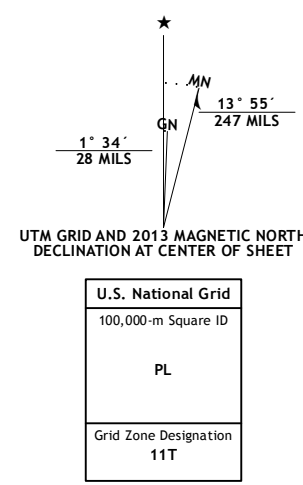 ★
MN
GN
1° 34´
28 MILS
13° 55´
247 MILS
UTM GRID AND 2013 MAGNETIC NORTH
DECLINATION AT CENTER OF SHEET
U.S. National Grid
100,000-m Square ID
PL
Grid Zone Designation
11T